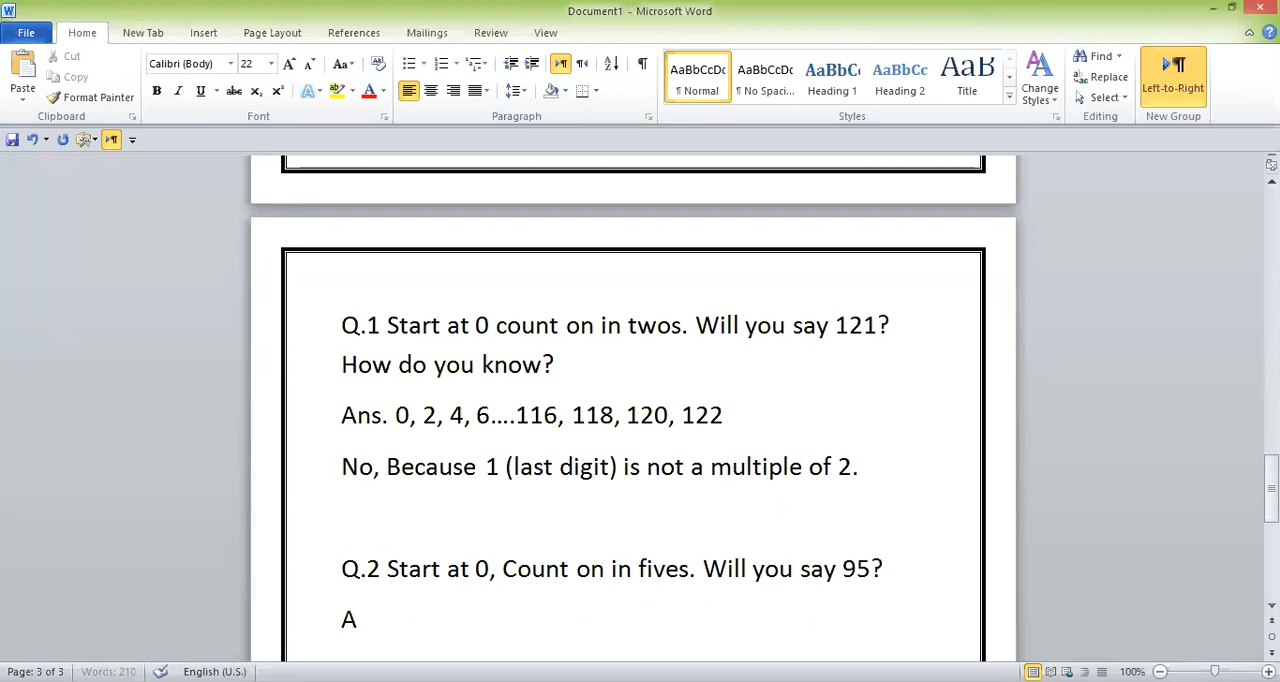 Document1 - Microsoft Word
File Home New Tab Insert Page Layout References Mailings Review View
Paste
Cut
Copy
Format Painter
Clipboard
Calibri (Body) 22
Font
Paragraph
AaBbCcDc AaBbCcDc AaBbC AaBbCc AaB
¶ Normal ¶ No Spaci... Heading 1 Heading 2 Title
Change Styles
Styles
Find
Replace
Select
Editing
Left-to-Right
New Group
Q.1 Start at 0 count on in twos. Will you say 121?
How do you know?
Ans. 0, 2, 4, 6....116, 118, 120, 122
No, Because 1 (last digit) is not a multiple of 2.
Q.2 Start at 0, Count on in fives. Will you say 95?
A
Page: 3 of 3 Words: 210 English (U.S.) 100%